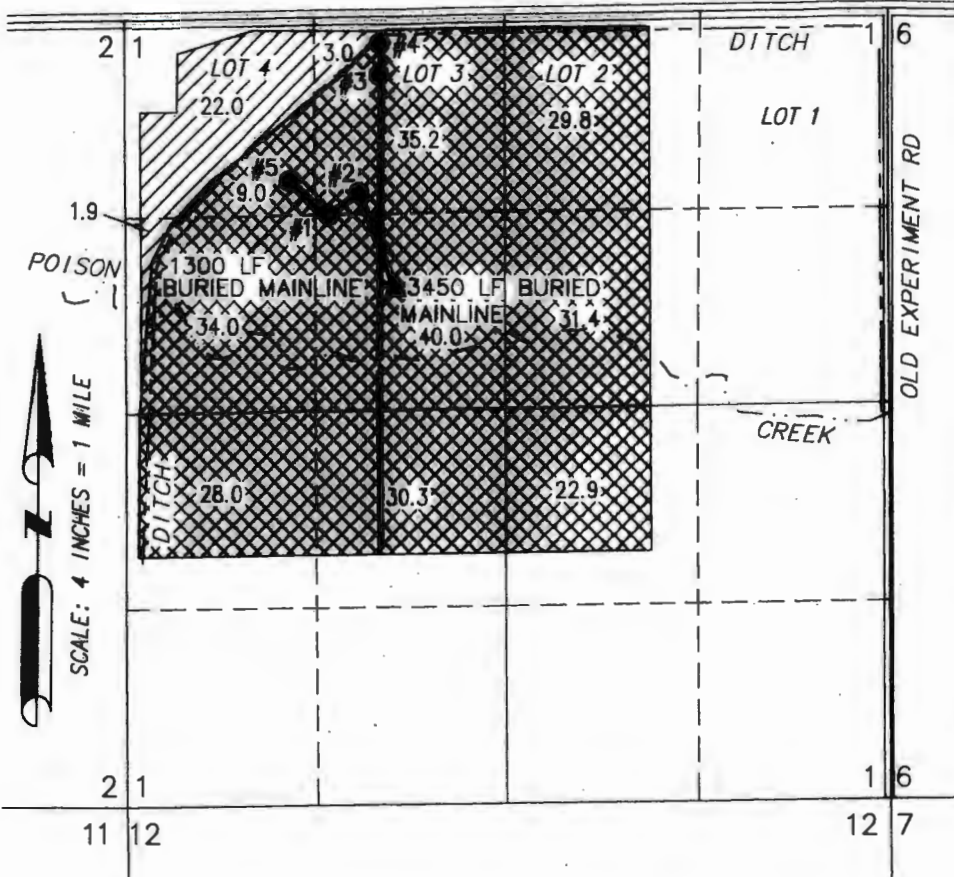 2 1
1 6
DITCH
LOT 4
3.0
#4
#3
LOT 3
LOT 2
22.0
29.8
LOT 1
35.2
OLD EXPERIMENT RD
#5
#2
9.0
1.9
#1
POISON
1300 LF
BURIED MAINLINE
3450 LF BURIED
MAINLINE
34.0
40.0
31.4
CREEK
SCALE: 4 INCHES = 1 MILE
N
DITCH
28.0
30.3
22.9
2 1
1 6
11 12
12 7